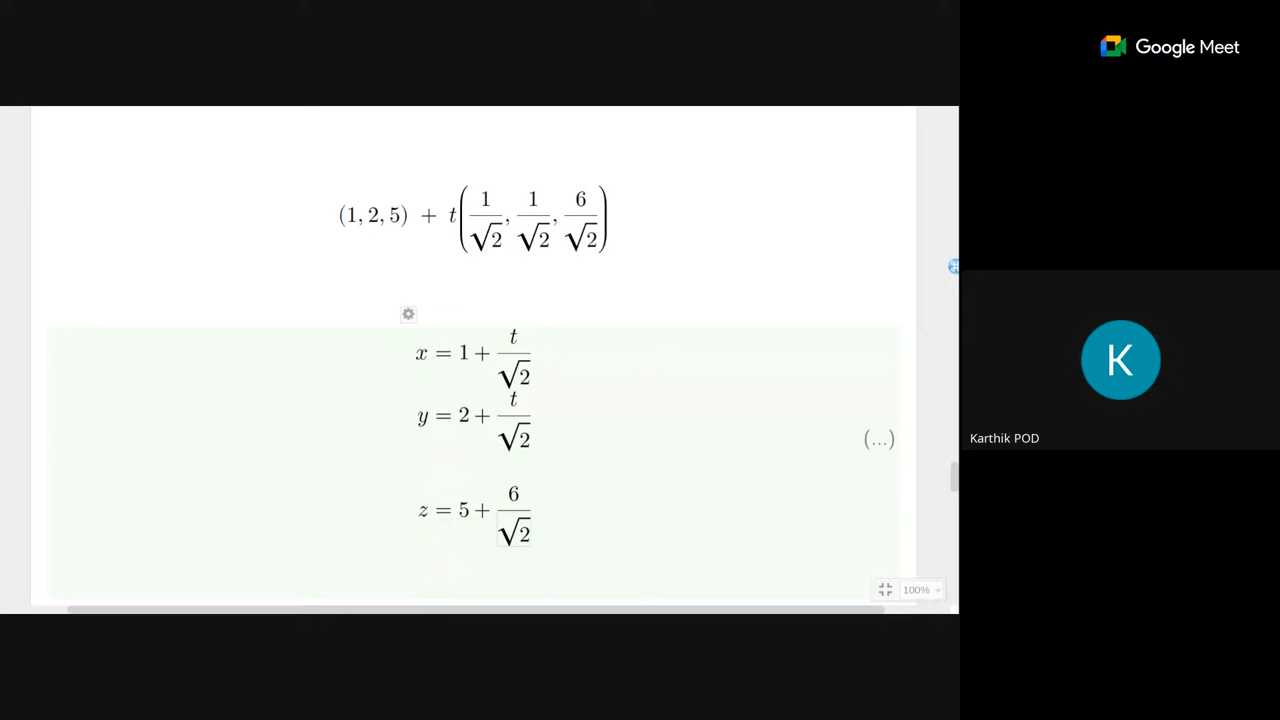 Google Meet
(1, 2, 5) + t(1/√2, 1/√2, 6/√2)
x = 1 + t/√2
y = 2 + t/√2
(...)
z = 5 + 6/√2
100%
K
Karthik POD